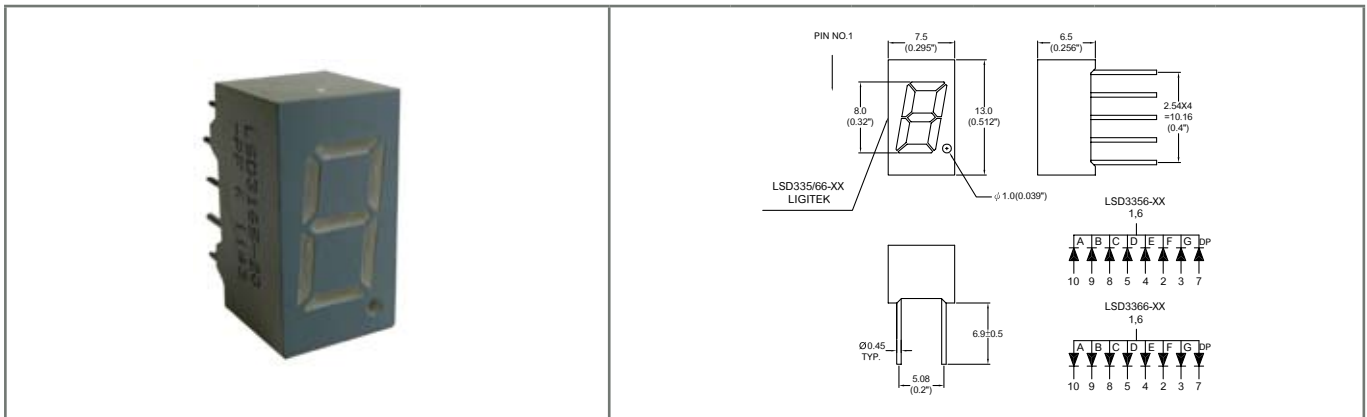 LSD3166-20
PIN NO.1
7.5
(0.295")
8.0
(0.32")
13.0
(0.512")
LSD335/66-XX
LIGITEK
ϕ1.0(0.039")
6.5
(0.256")
2.54X4
=10.16
(0.4")
Ø0.45
TYP.
6.9±0.5
5.08
(0.2")
LSD3356-XX
1,6
A B C D E F G DP
10 9 8 5 4 2 3 7
LSD3366-XX
1,6
A B C D E F G DP
10 9 8 5 4 2 3 7